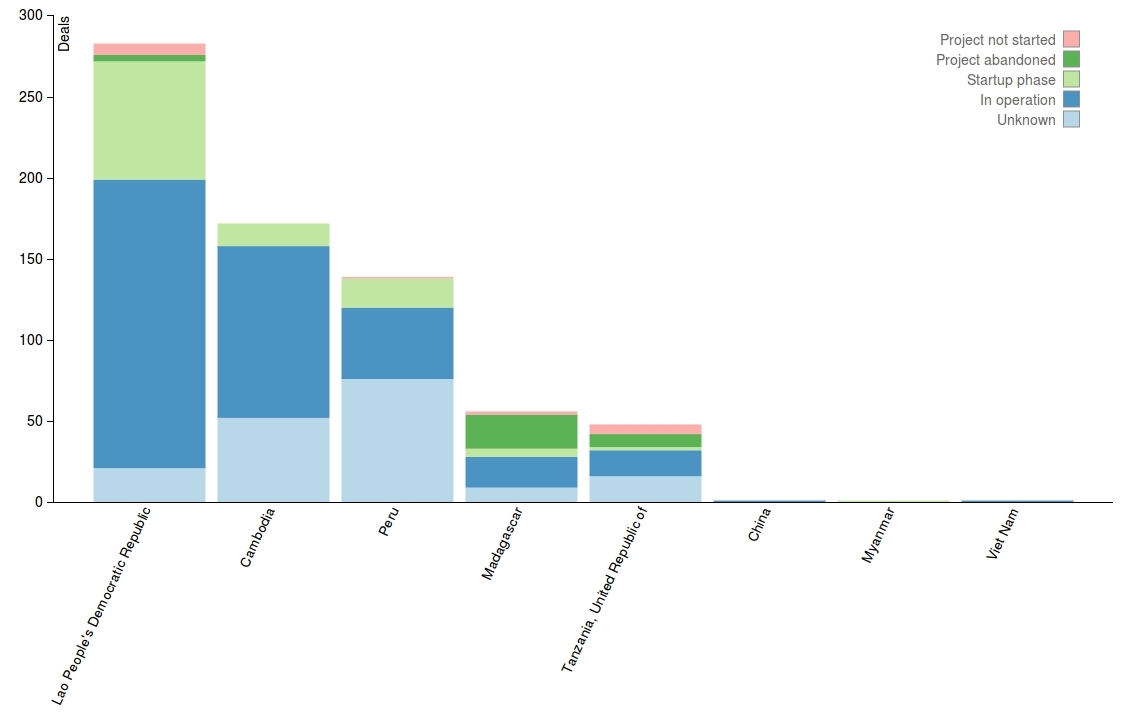 300
Deals
250
200
150
100
50
0
Project not started
Project abandoned
Startup phase
In operation
Unknown
Lao People's Democratic Republic
Cambodia
Peru
Madagascar
Tanzania, United Republic of
China
Myanmar
Viet Nam